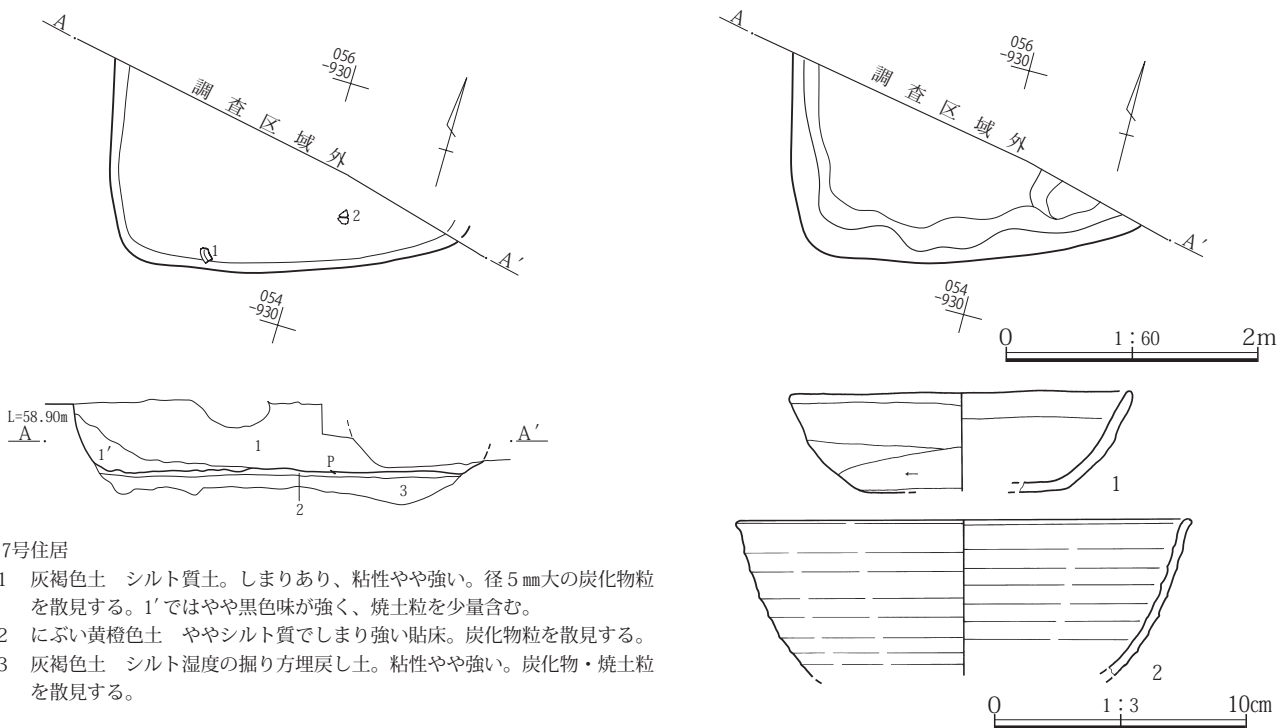 A
056
-930
調査区域外
2
1
A′
054
-930
A
056
-930
調査区域外
A′
054
-930
0 1：60 2m
L=58.90m
A
A′
1′
1
P
3
2
1
2
0 1：3 10㎝
7号住居
1 灰褐色土 シルト質土。しまりあり、粘性やや強い。径５㎜大の炭化物粒
を散見する。1′ではやや黒色味が強く、焼土粒を少量含む。
2 にぶい黄橙色土 ややシルト質でしまり強い貼床。炭化物粒を散見する。
3 灰褐色土 シルト湿度の掘り方埋戻し土。粘性やや強い。炭化物・焼土粒
を散見する。